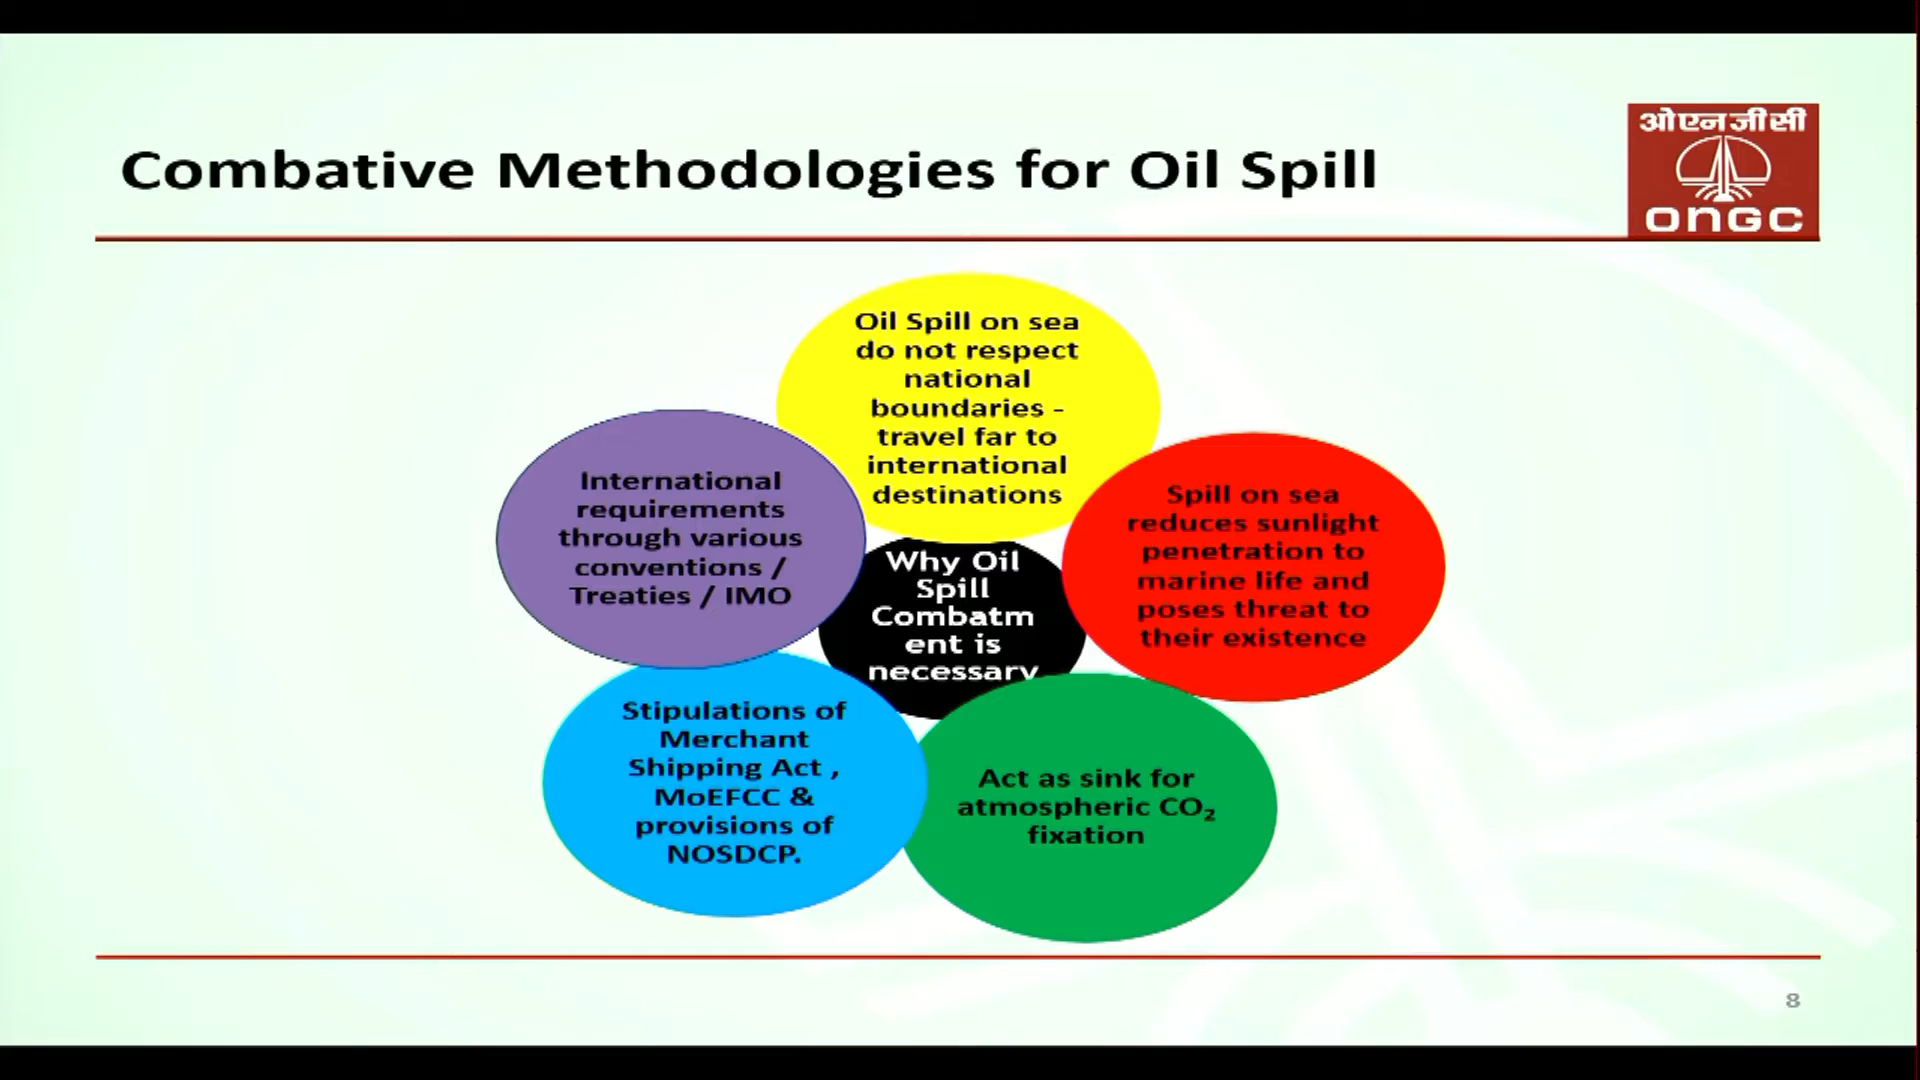 Combative Methodologies for Oil Spill
ओएनजीसी
ONGC
Oil Spill on sea
do not respect
national
boundaries -
travel far to
international
destinations
Spill on sea
reduces sunlight
penetration to
marine life and
poses threat to
their existence
Act as sink for
atmospheric CO₂
fixation
Stipulations of
Merchant
Shipping Act ,
MoEFCC &
provisions of
NOSDCP.
International
requirements
through various
conventions /
Treaties / IMO
Why Oil
Spill
Combatm
ent is
necessary
8